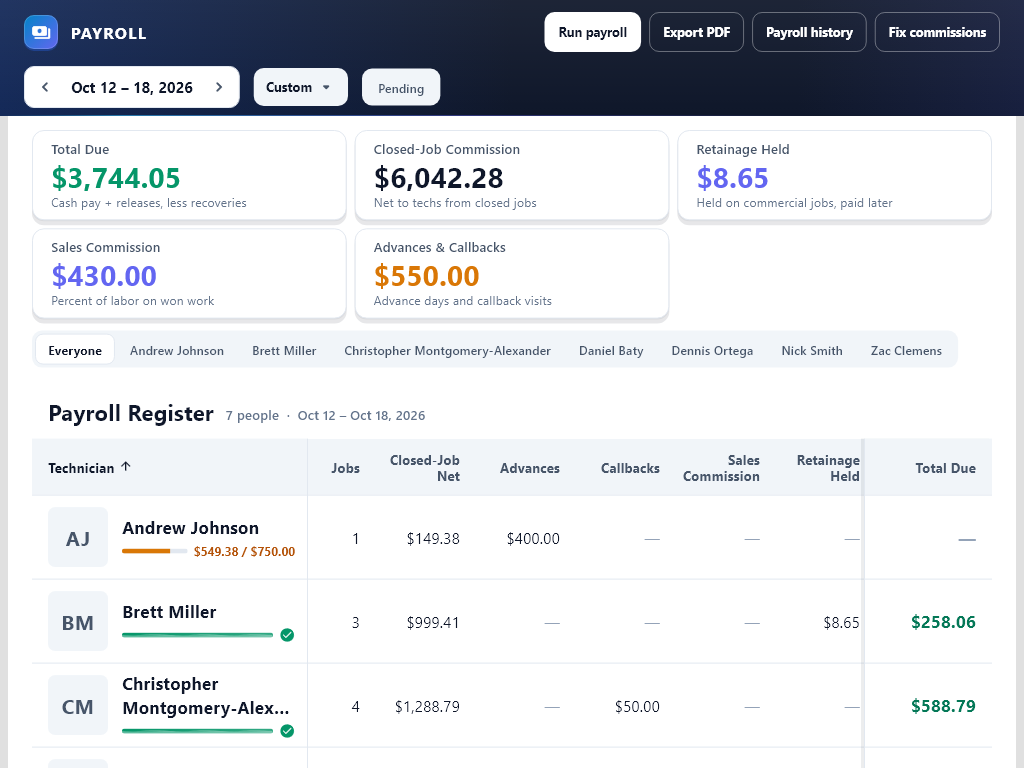 PAYROLL
Run payroll
Export PDF
Payroll history
Fix commissions
Oct 12 – 18, 2026
Custom
Pending
Total Due
$3,744.05
Cash pay + releases, less recoveries
Closed-Job Commission
$6,042.28
Net to techs from closed jobs
Retainage Held
$8.65
Held on commercial jobs, paid later
Sales Commission
$430.00
Percent of labor on won work
Advances & Callbacks
$550.00
Advance days and callback visits
Everyone
Andrew Johnson
Brett Miller
Christopher Montgomery-Alexander
Daniel Baty
Dennis Ortega
Nick Smith
Zac Clemens
Payroll Register
7 people · Oct 12 – Oct 18, 2026
Technician ↑
Jobs
Closed-Job
Net
Advances
Callbacks
Sales
Commission
Retainage
Held
Total Due
AJ
Andrew Johnson
$549.38 / $750.00
1
$149.38
$400.00
—
—
—
—
BM
Brett Miller
3
$999.41
—
—
—
$8.65
$258.06
CM
Christopher
Montgomery-Alex...
4
$1,288.79
—
$50.00
—
—
$588.79